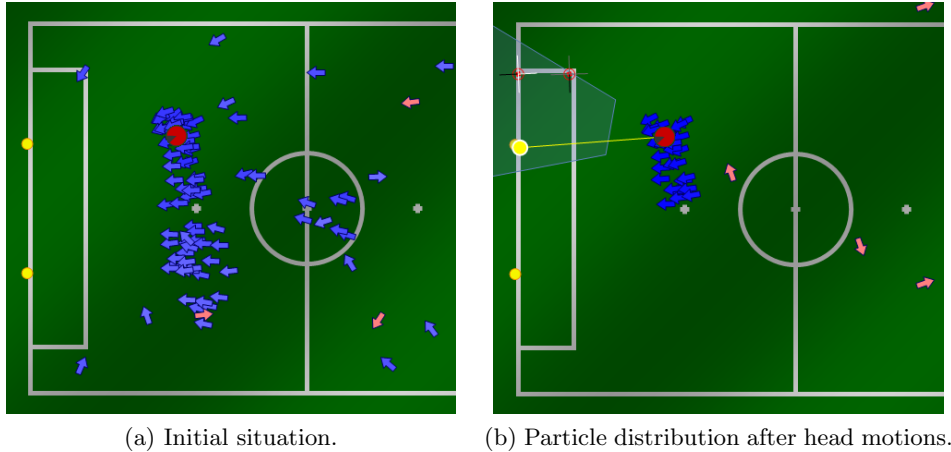 (a) Initial situation.
(b) Particle distribution after head motions.